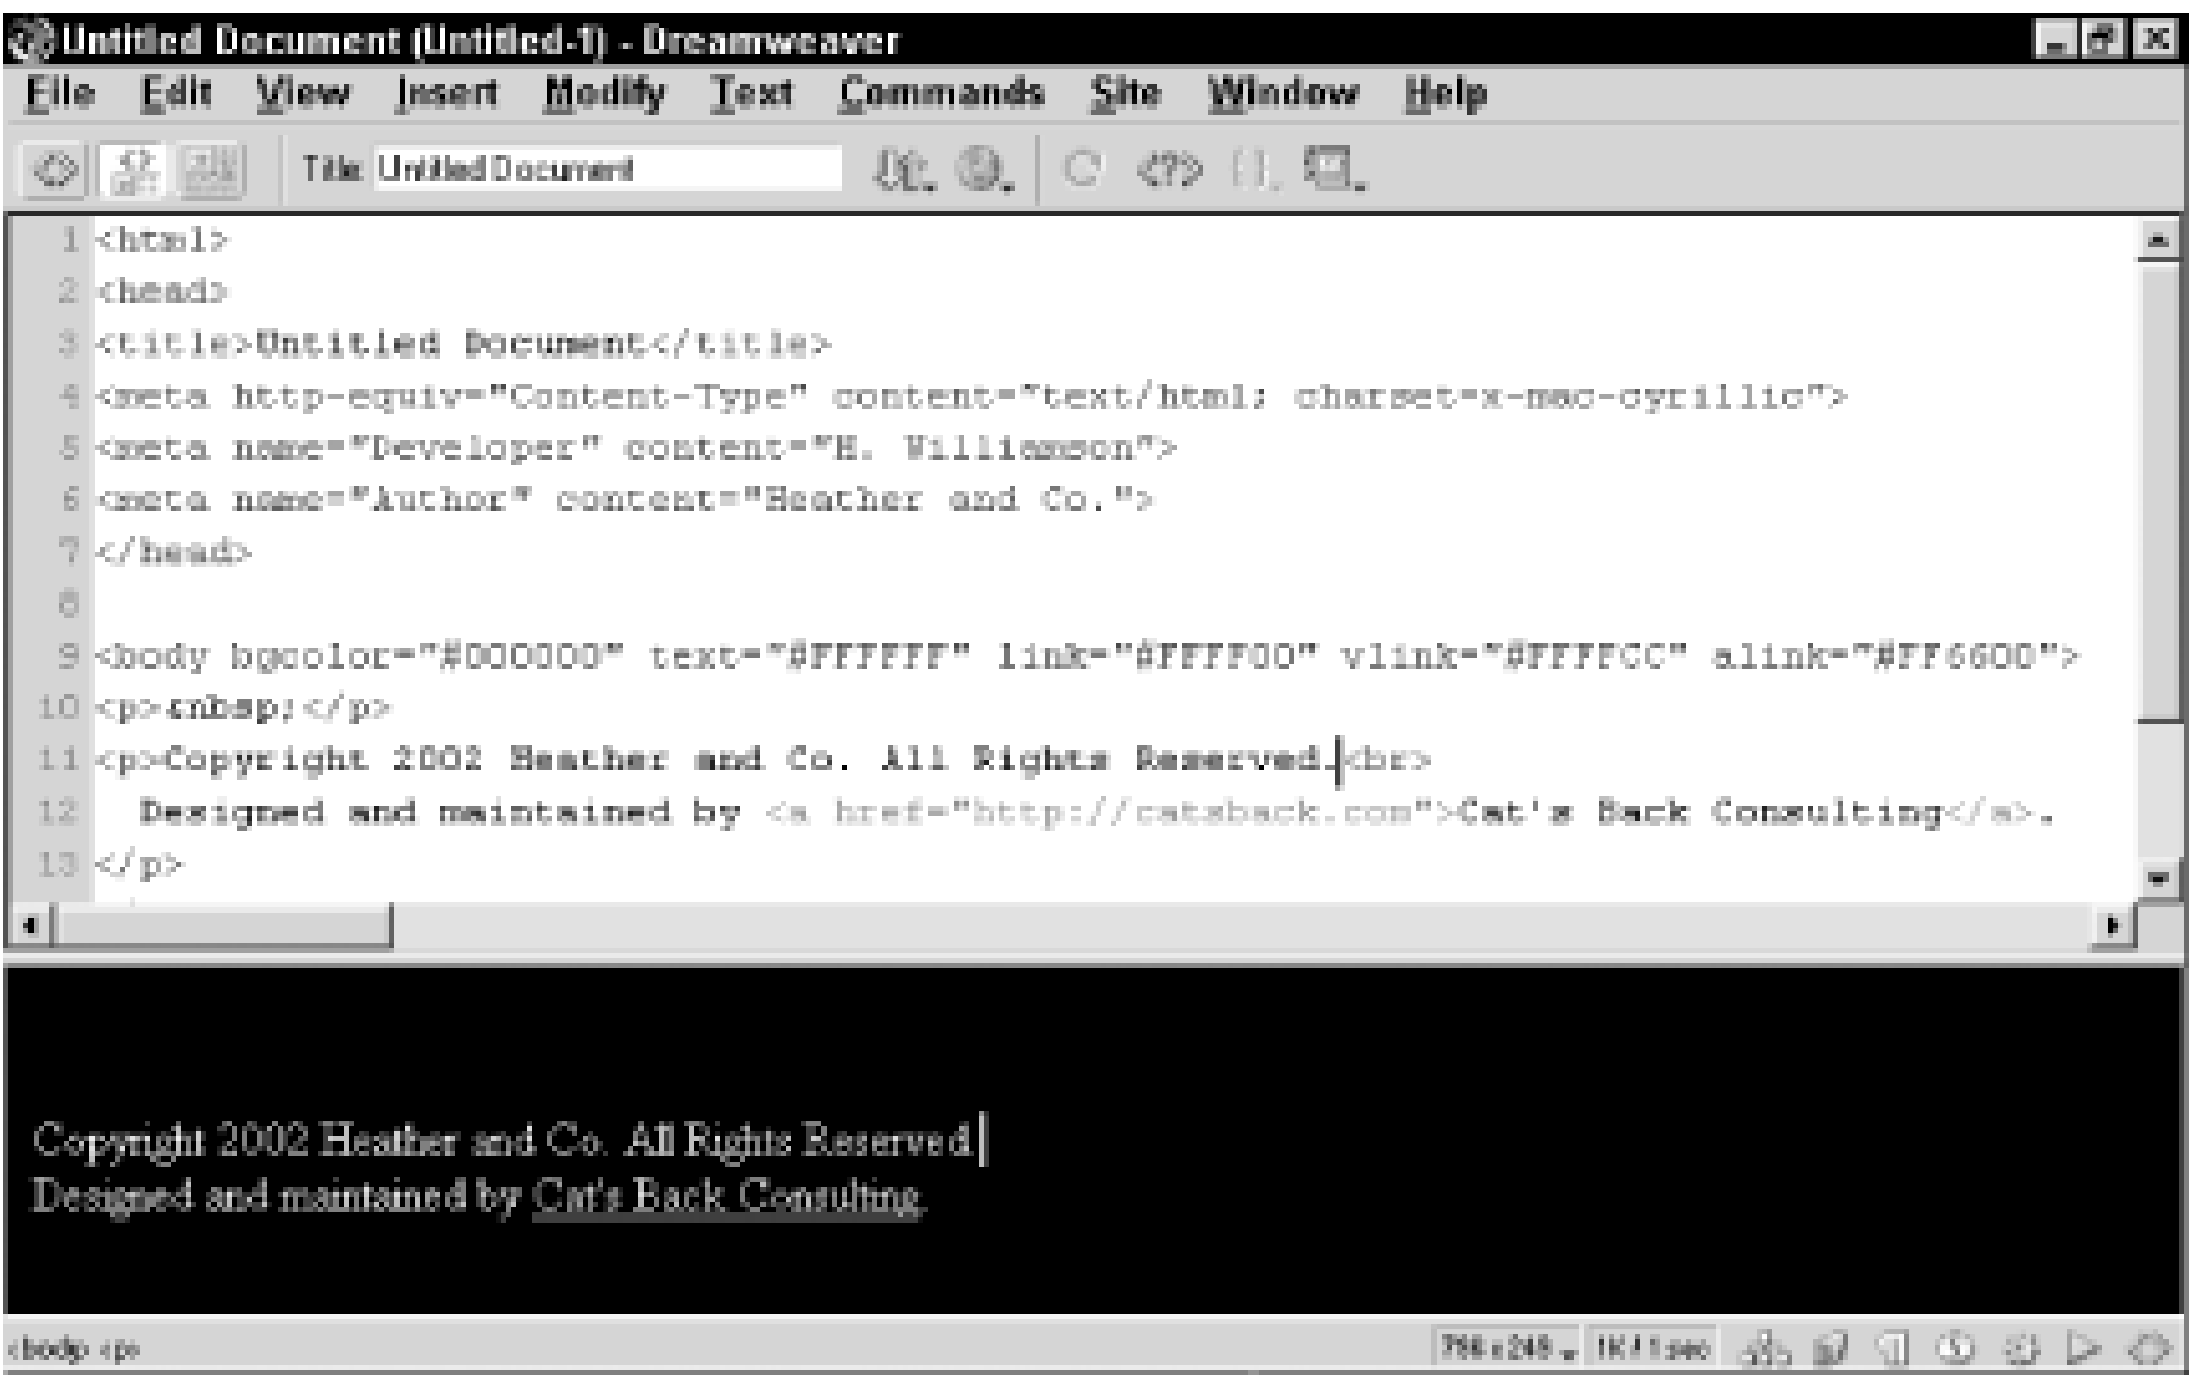 Untitled Document (Untitled-1) - Dreamweaver
File Edit View Insert Modify Text Commands Site Window Help
Title Untitled Document
1 <html>
2 <head>
3 <title>Untitled Document</title>
4 <meta http-equiv="Content-Type" content="text/html; charset=x-mac-cyrillic">
5 <meta name="Developer" content="H. Williamson">
6 <meta name="Author" content="Heather and Co.">
7 </head>
8
9 <body bgcolor="#000000" text="#FFFFFF" link="#FFFF00" vlink="#FFFFCC" alink="#FF6600">
10 <p>&nbsp;</p>
11 <p>Copyright 2002 Heather and Co. All Rights Reserved.<br>
12 Designed and maintained by <a href="http://catsback.com">Cat's Back Consulting</a>.
13 </p>
Copyright 2002 Heather and Co. All Rights Reserved.
Designed and maintained by Cat's Back Consulting.
<body> <p> 1K / 1 sec